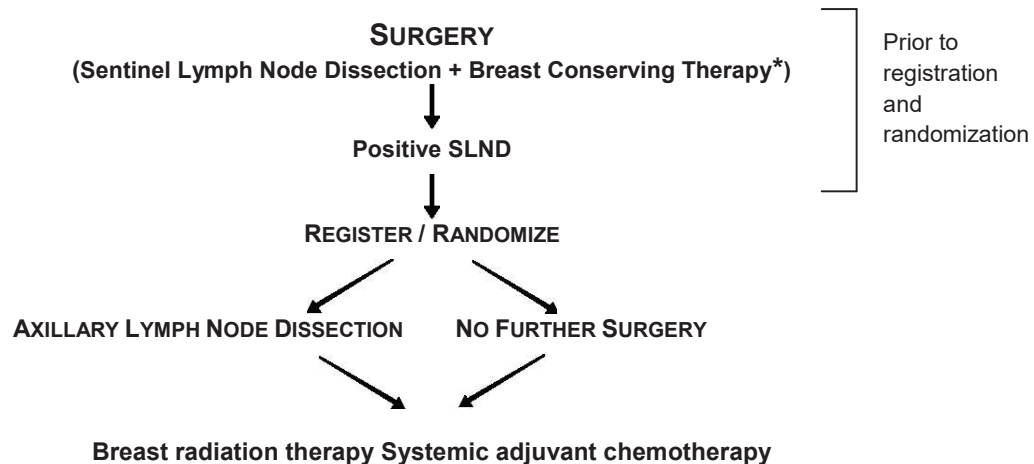 SURGERY
(Sentinel Lymph Node Dissection + Breast Conserving Therapy*)
Prior to
registration
and
randomization
Positive SLND
REGISTER / RANDOMIZE
AXILLARY LYMPH NODE DISSECTION
NO FURTHER SURGERY
Breast radiation therapy Systemic adjuvant chemotherapy